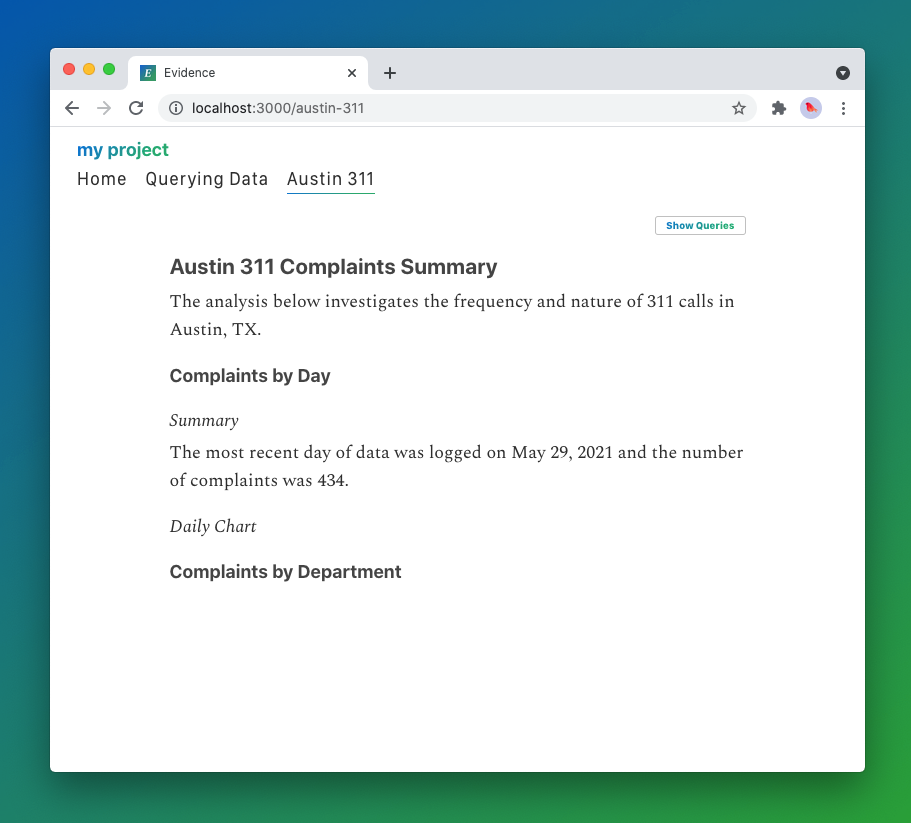 Evidence
localhost:3000/austin-311
my project
Home Querying Data Austin 311
Show Queries
Austin 311 Complaints Summary
The analysis below investigates the frequency and nature of 311 calls in
Austin, TX.
Complaints by Day
Summary
The most recent day of data was logged on May 29, 2021 and the number
of complaints was 434.
Daily Chart
Complaints by Department